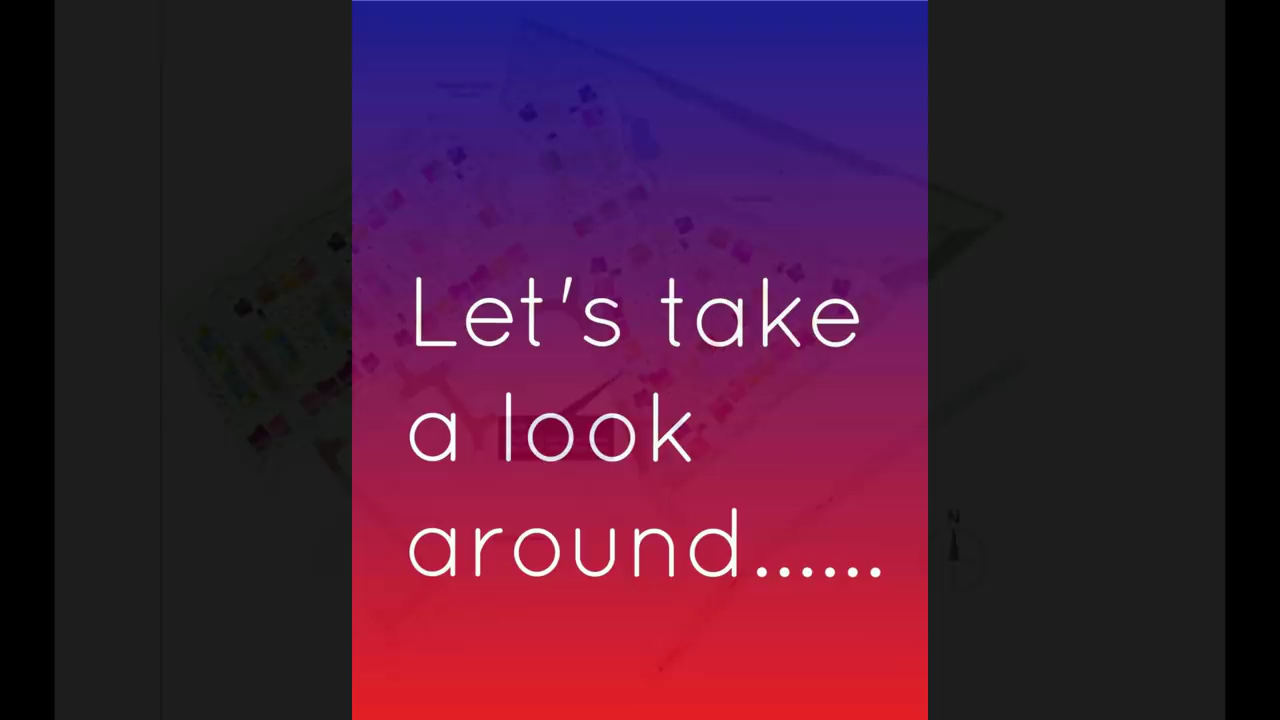 Let's take
a look
around......
N